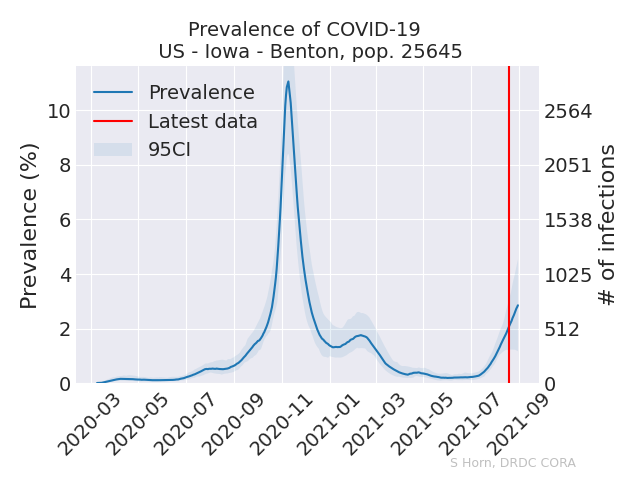 Prevalence of COVID-19
US - Iowa - Benton, pop. 25645
Prevalence
Latest data
95CI
Prevalence (%)
10
8
6
4
2
0
2564
2051
1538
1025
512
0
# of infections
2020-03
2020-05
2020-07
2020-09
2020-11
2021-01
2021-03
2021-05
2021-07
2021-09
S Horn, DRDC CORA